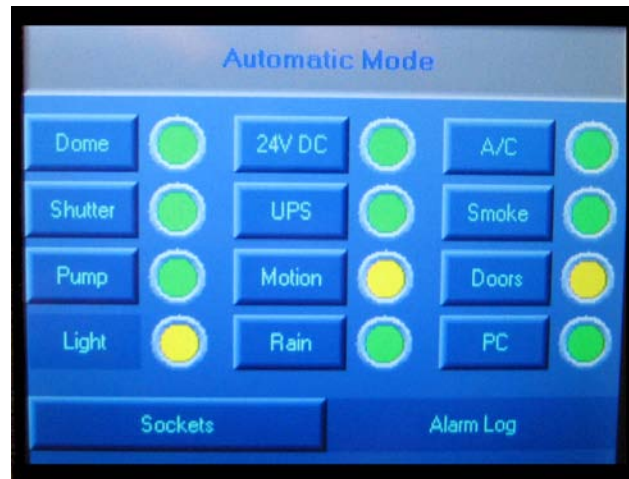 Automatic Mode
Dome 24V DC A/C
Shutter UPS Smoke
Pump Motion Doors
Light Rain PC
Sockets Alarm Log